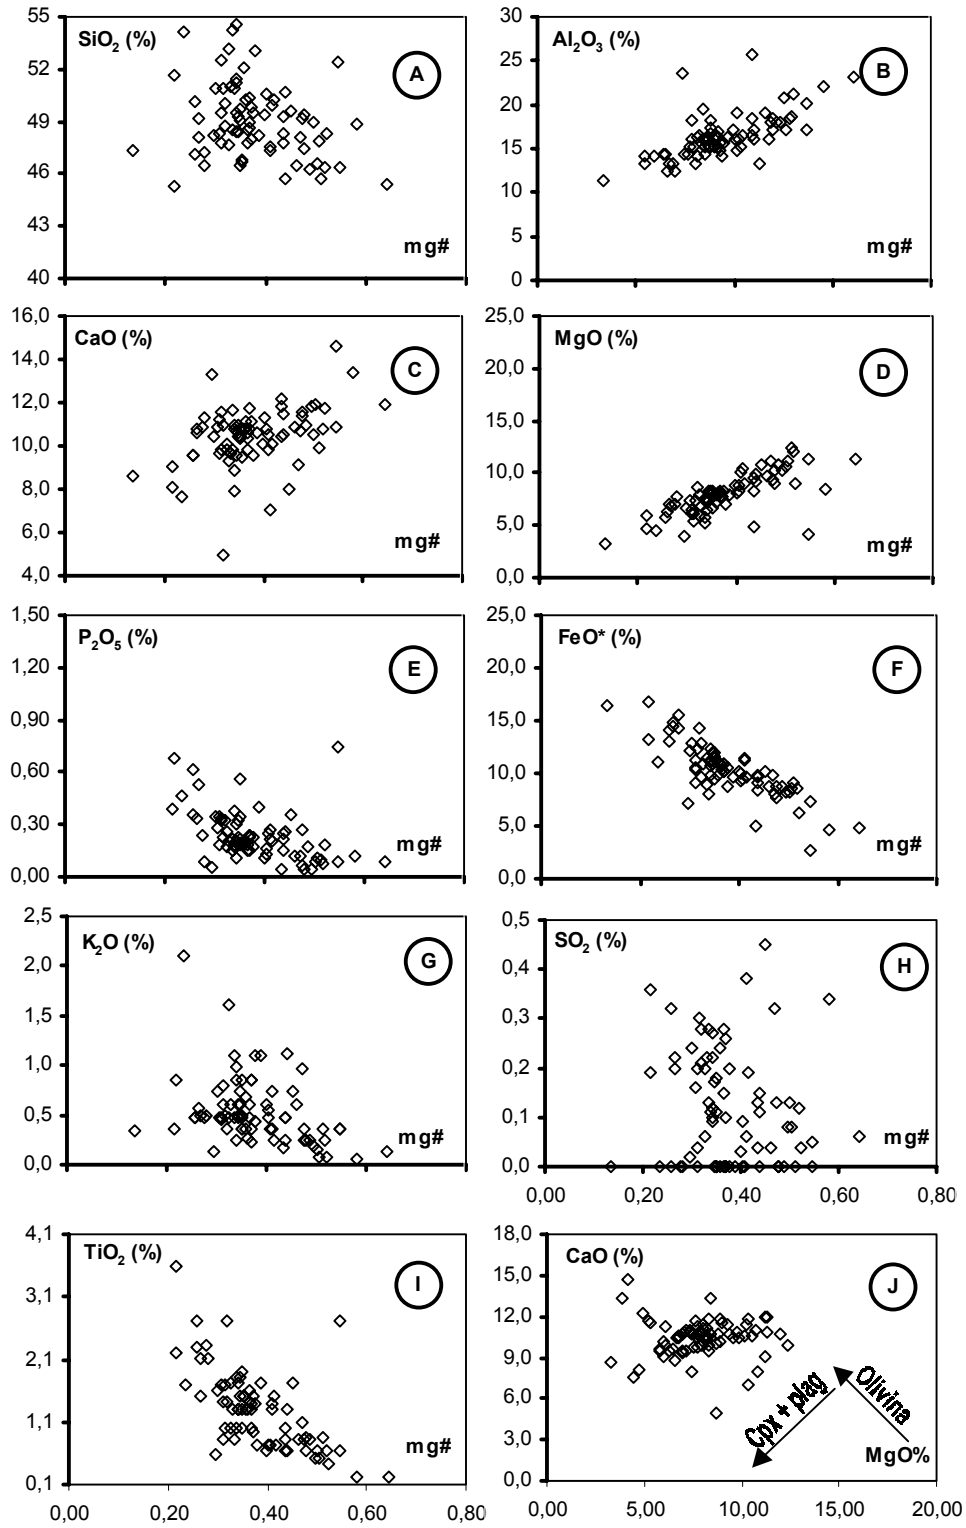 55
52
49
46
43
40
SiO2 (%)
A
mg#
30
25
20
15
10
5
0
Al2O3 (%)
B
mg#
16,0
14,0
12,0
10,0
8,0
6,0
4,0
CaO (%)
C
mg#
25,0
20,0
15,0
10,0
5,0
0,0
MgO (%)
D
mg#
1,50
1,20
0,90
0,60
0,30
0,00
P2O5 (%)
E
mg#
25,0
20,0
15,0
10,0
5,0
0,0
FeO* (%)
F
mg#
2,5
2,0
1,5
1,0
0,5
0,0
K2O (%)
G
mg#
0,5
0,4
0,3
0,2
0,1
0,0
SO2 (%)
H
mg#
0,00 0,20 0,40 0,60 0,80
4,1
3,1
2,1
1,1
0,1
TiO2 (%)
I
mg#
0,00 0,20 0,40 0,60 0,80
18,0
15,0
12,0
9,0
6,0
3,0
0,0
CaO (%)
J
Cpx + plag
Olivina
MgO%
0,00 5,00 10,00 15,00 20,00